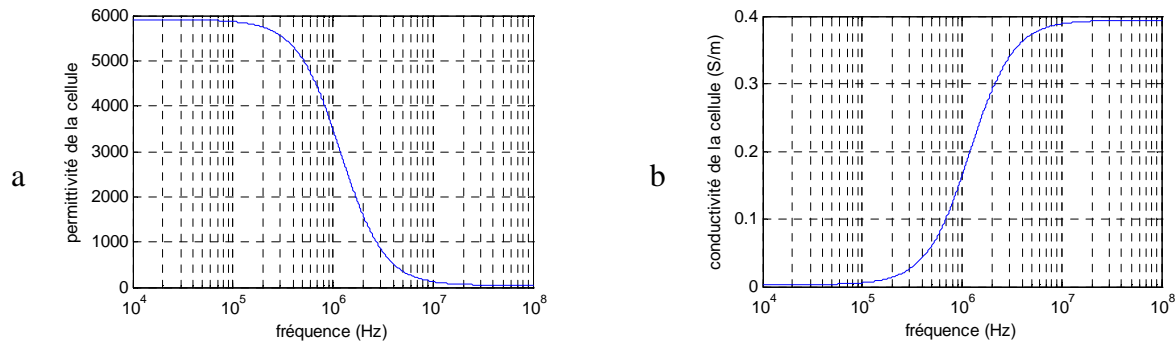 a
permittivité de la cellule
6000
5000
4000
3000
2000
1000
0
10^4 10^5 10^6 10^7 10^8
fréquence (Hz)
b
conductivité de la cellule (S/m)
0.4
0.3
0.2
0.1
0
10^4 10^5 10^6 10^7 10^8
fréquence (Hz)